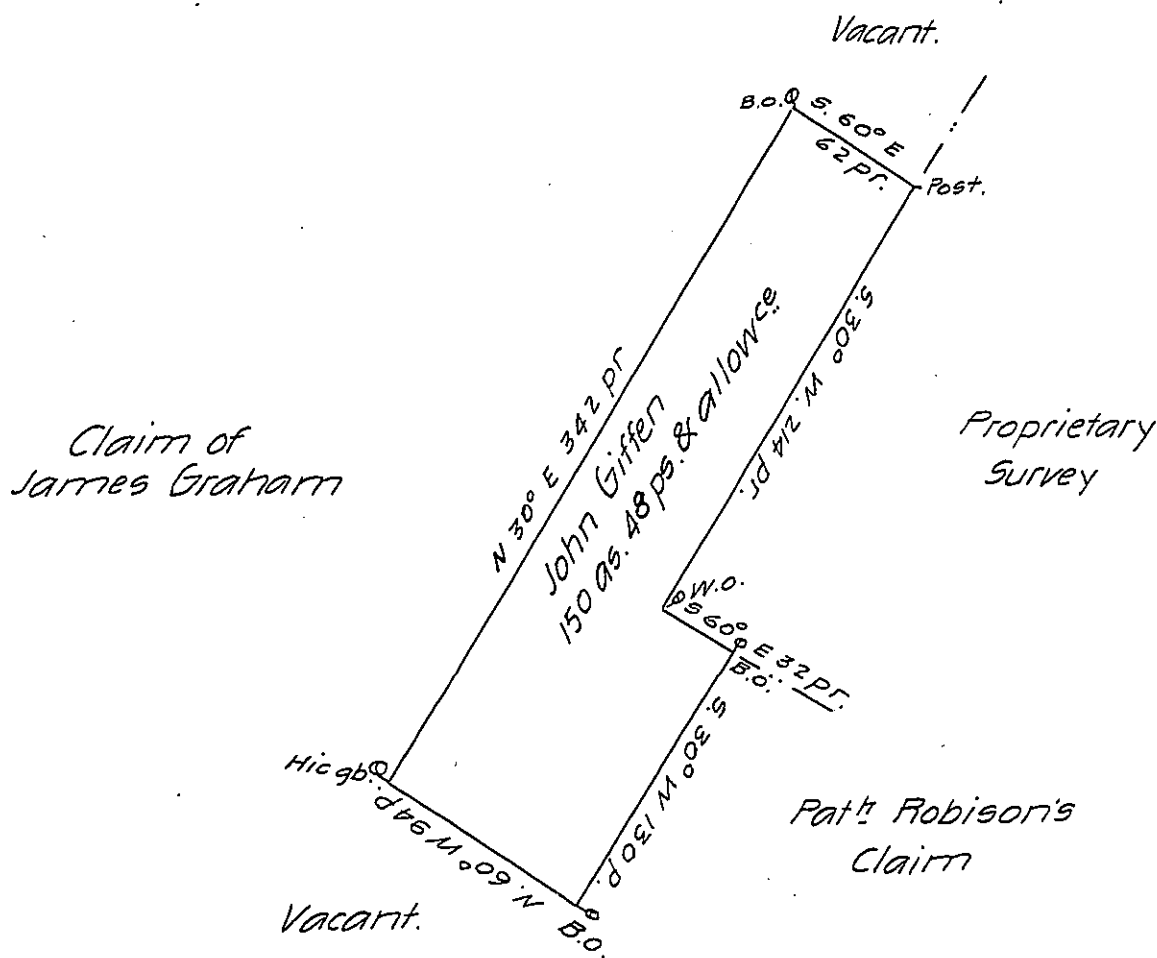 Vacant.
B.O.
S. 60° E
62 pr.
Post.
N 30° E 342 pr
John Giffen
150 as. 48 ps. & allowce
S. 30° W. 214 pr.
Claim of
James Graham
Proprietary
Survey
W.O.
S 60° E 32 pr.
B.O.
S. 30° W 130 p.
Hic gb.
N. 60° W 94 p.
Path Robison's
Claim
Vacant.
B.O.